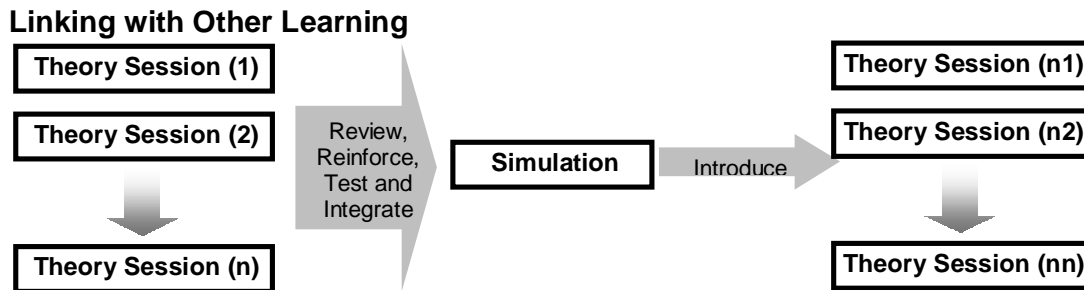 Linking with Other Learning
Theory Session (1)
Theory Session (2)
Theory Session (n)
Review,
Reinforce,
Test and
Integrate
Simulation
Introduce
Theory Session (n1)
Theory Session (n2)
Theory Session (nn)